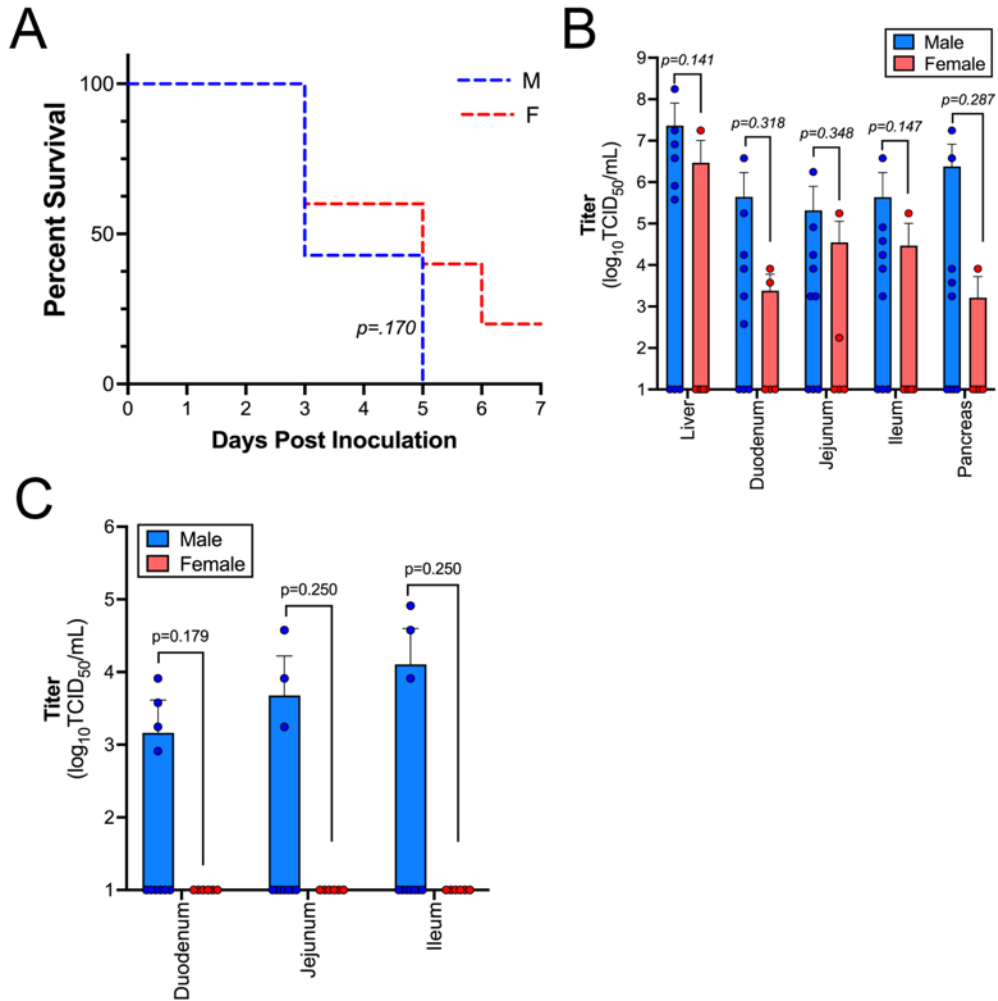 A
Percent Survival
100
50
0
M
F
p=.170
0 1 2 3 4 5 6 7
Days Post Inoculation
B
Male
Female
Titer
(log10TCID50/mL)
9
8
7
6
5
4
3
2
1
p=0.141
p=0.318
p=0.348
p=0.147
p=0.287
Liver
Duodenum
Jejunum
Ileum
Pancreas
C
Male
Female
Titer
(log10TCID50/mL)
6
5
4
3
2
1
p=0.179
p=0.250
p=0.250
Duodenum
Jejunum
Ileum